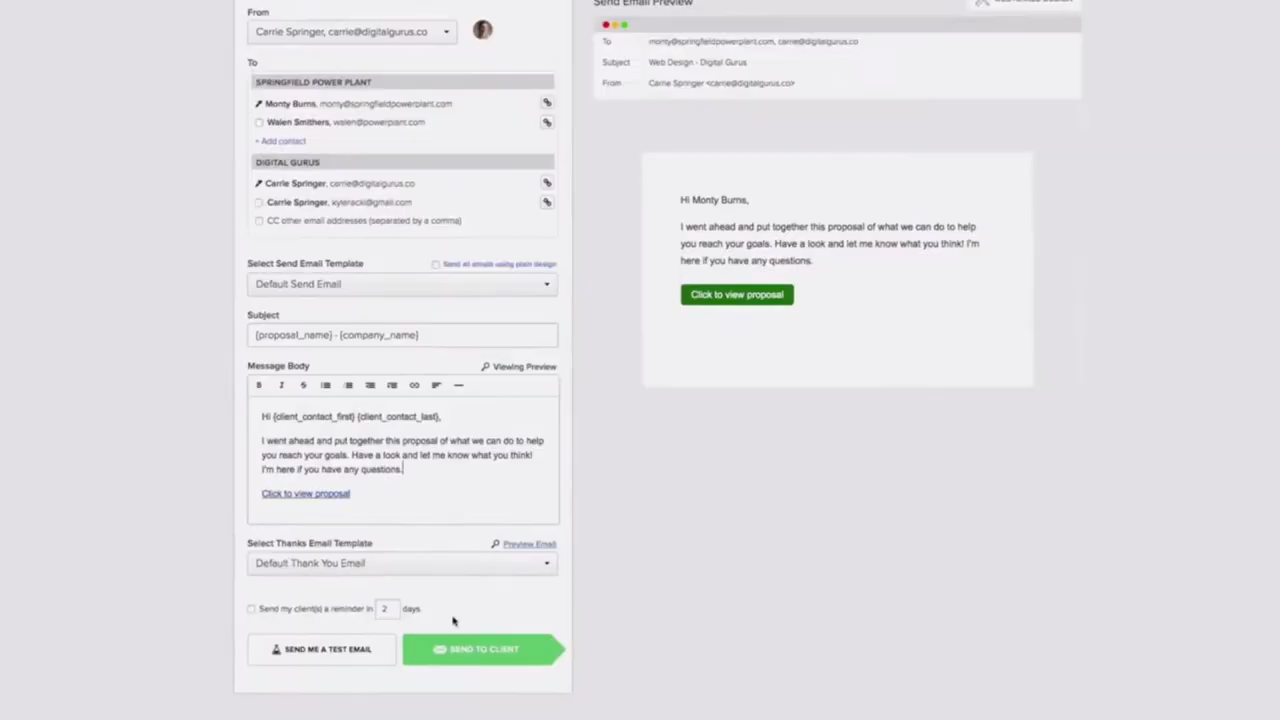 From
Carrie Springer, carrie@digitalgurus.co
To
SPRINGFIELD POWER PLANT
Monty Burns, monty@springfieldpowerplant.com
Walen Smithers, walen@powerplant.com
+ Add contact
DIGITAL GURUS
Carrie Springer, carrie@digitalgurus.co
Carrie Springer, kyleracki@gmail.com
CC other email addresses (separated by a comma)
Select Send Email Template
Send all emails using plain design
Default Send Email
Subject
{proposal_name} - {company_name}
Message Body
Viewing Preview
B I S
Hi {client_contact_first} {client_contact_last},
I went ahead and put together this proposal of what we can do to help
you reach your goals. Have a look and let me know what you think!
I'm here if you have any questions.
Click to view proposal
Select Thanks Email Template
Preview Email
Default Thank You Email
Send my client(s) a reminder in 2 days.
SEND ME A TEST EMAIL
SEND TO CLIENT
Send Email Preview
To monty@springfieldpowerplant.com, carrie@digitalgurus.co
Subject Web Design - Digital Gurus
From Carrie Springer <carrie@digitalgurus.co>
Hi Monty Burns,
I went ahead and put together this proposal of what we can do to help
you reach your goals. Have a look and let me know what you think! I'm
here if you have any questions.
Click to view proposal